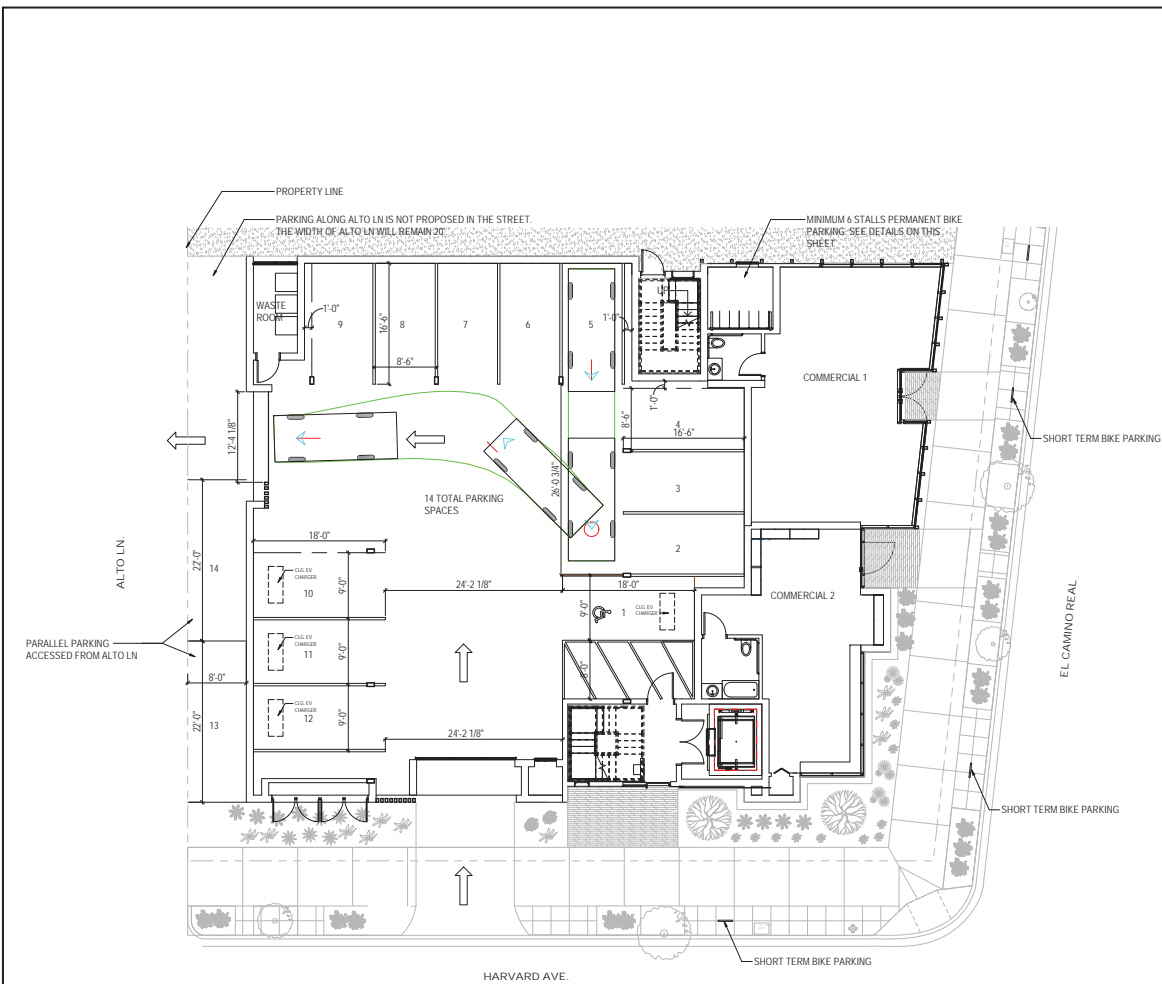 PROPERTY LINE
PARKING ALONG ALTO LN IS NOT PROPOSED IN THE STREET.
THE WIDTH OF ALTO LN WILL REMAIN 20'.
MINIMUM 6 STALLS PERMANENT BIKE
PARKING. SEE DETAILS ON THIS
SHEET
WASTE
ROOM
1'-0"
9
16'-6"
8
7
6
5
1'-0"
UP
8'-6"
COMMERCIAL 1
1'-0"
8'-6"
4
16'-6"
12'-4 1/8"
SHORT TERM BIKE PARKING
26'-0 3/4"
14 TOTAL PARKING
SPACES
3
18'-0"
2
ALTO LN.
22'-0"
14
CLG. EV
CHARGER
10
9'-0"
24'-2 1/8"
18'-0"
COMMERCIAL 2
9'-0"
1
CLG. EV
CHARGER
EL CAMINO REAL
PARALLEL PARKING
ACCESSED FROM ALTO LN
CLG. EV
CHARGER
11
9'-0"
8'-0"
8'-0"
22'-0"
13
CLG. EV
CHARGER
12
9'-0"
24'-2 1/8"
SHORT TERM BIKE PARKING
SHORT TERM BIKE PARKING
HARVARD AVE.